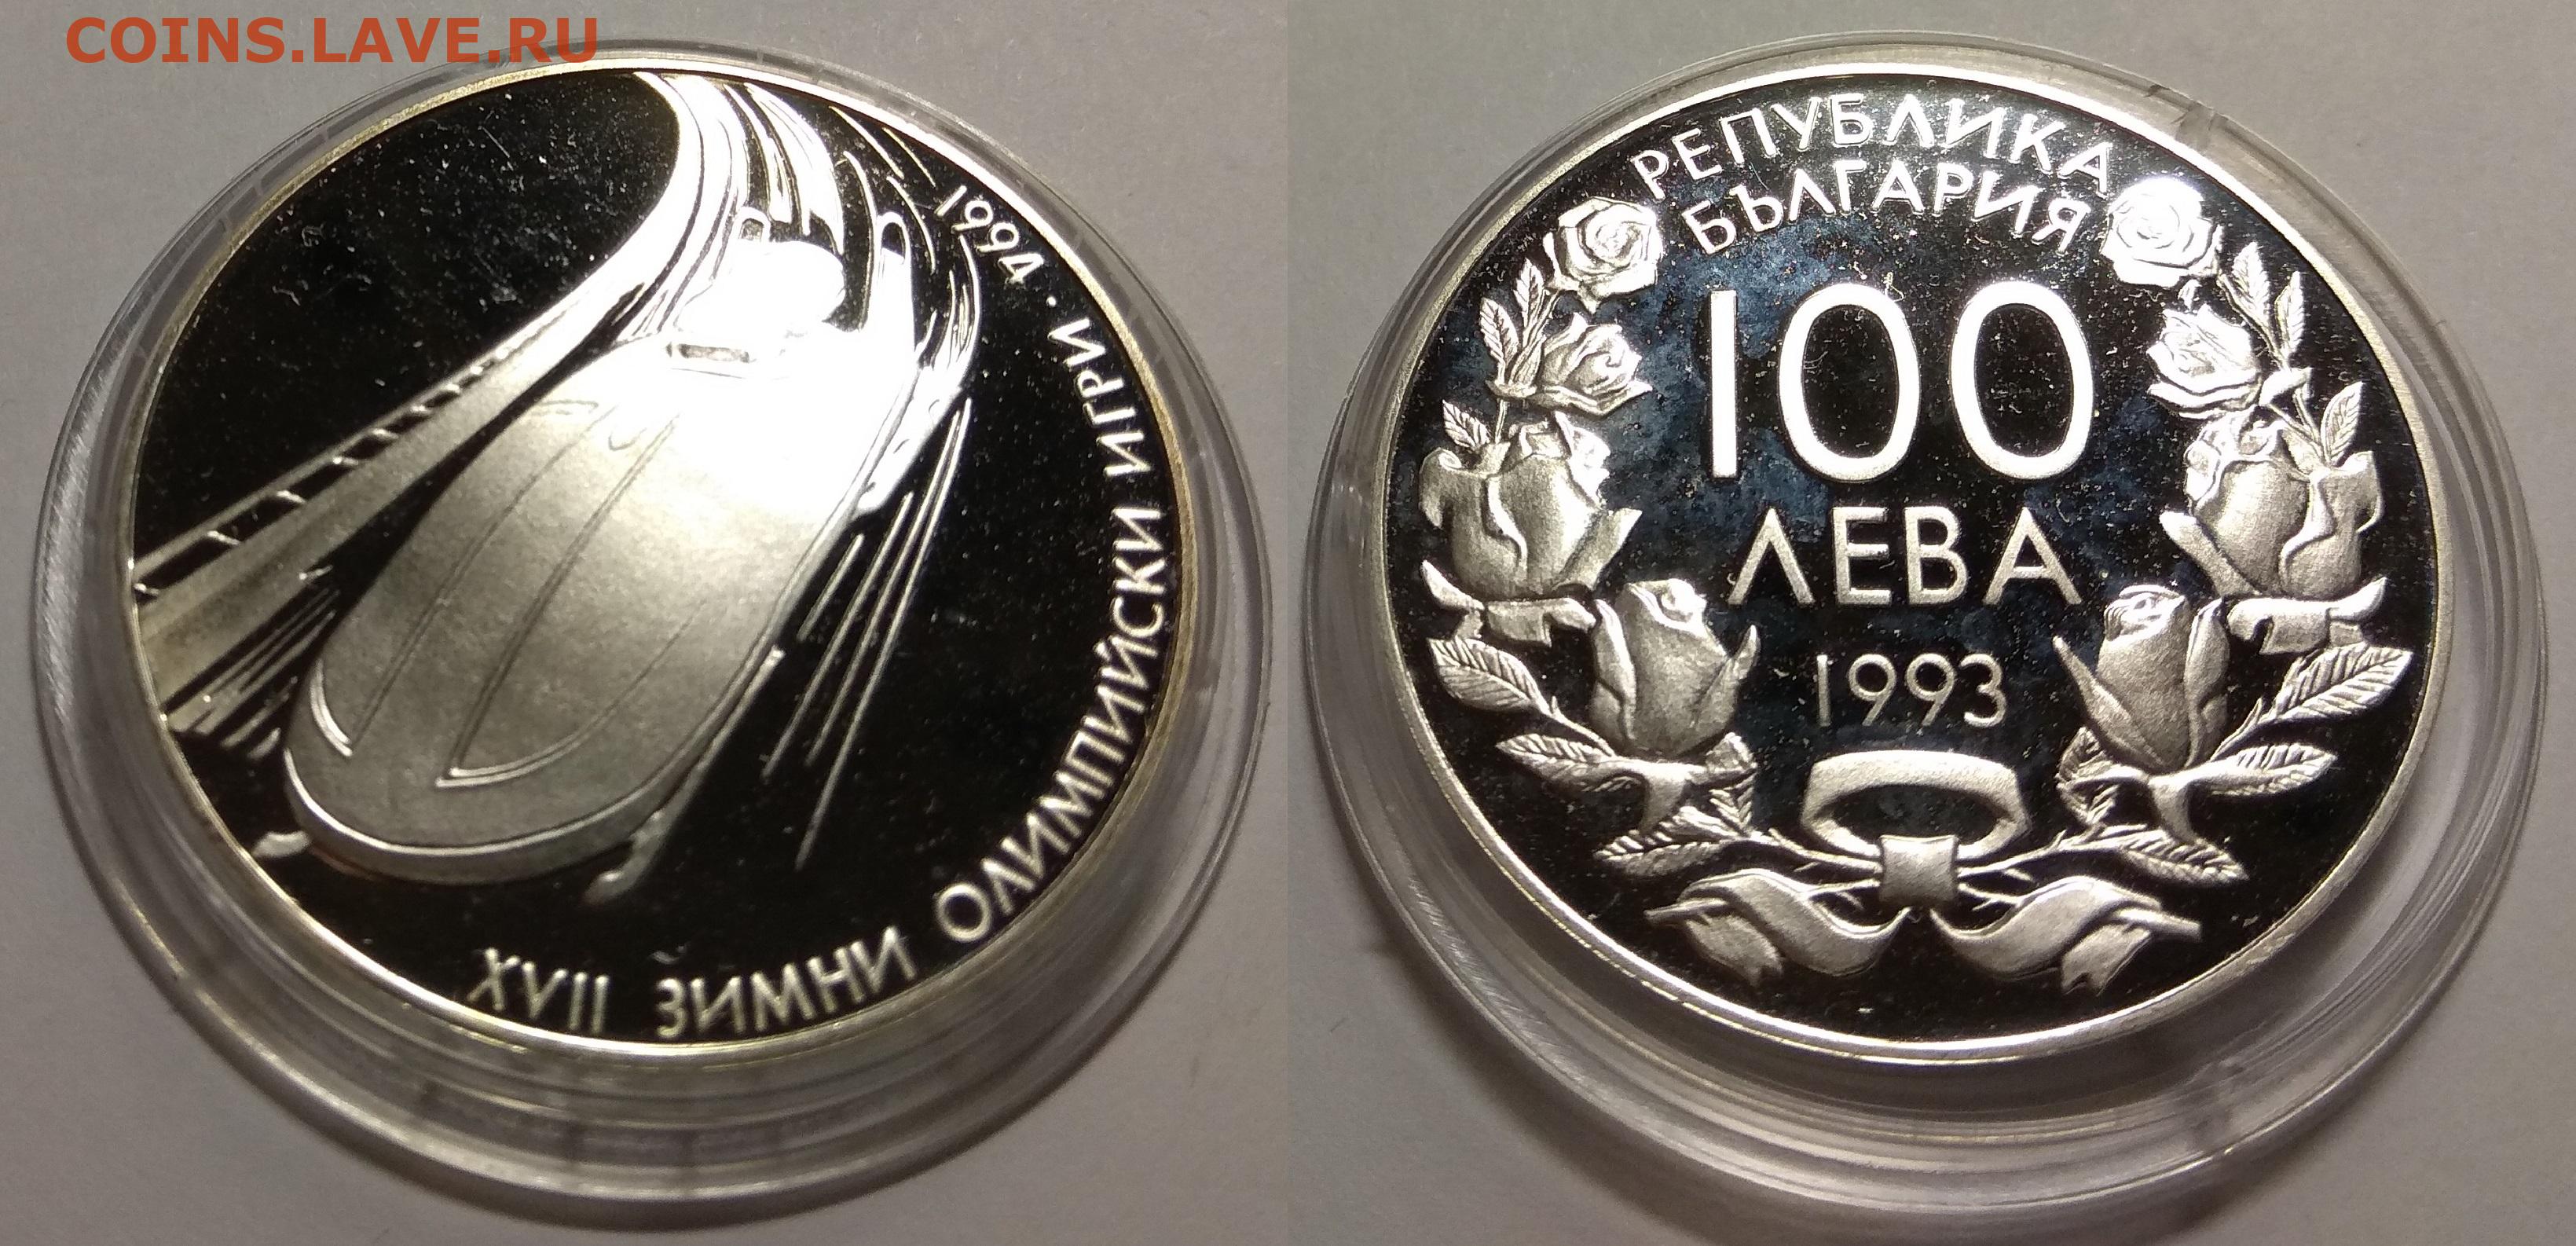 COINS.LAVE.RU
XVII ЗИМНИ ОЛИМПИЙСКИ ИГРИ · 1994
РЕПУБЛИКА
БЪЛГАРИЯ
100
ЛЕВА
1993